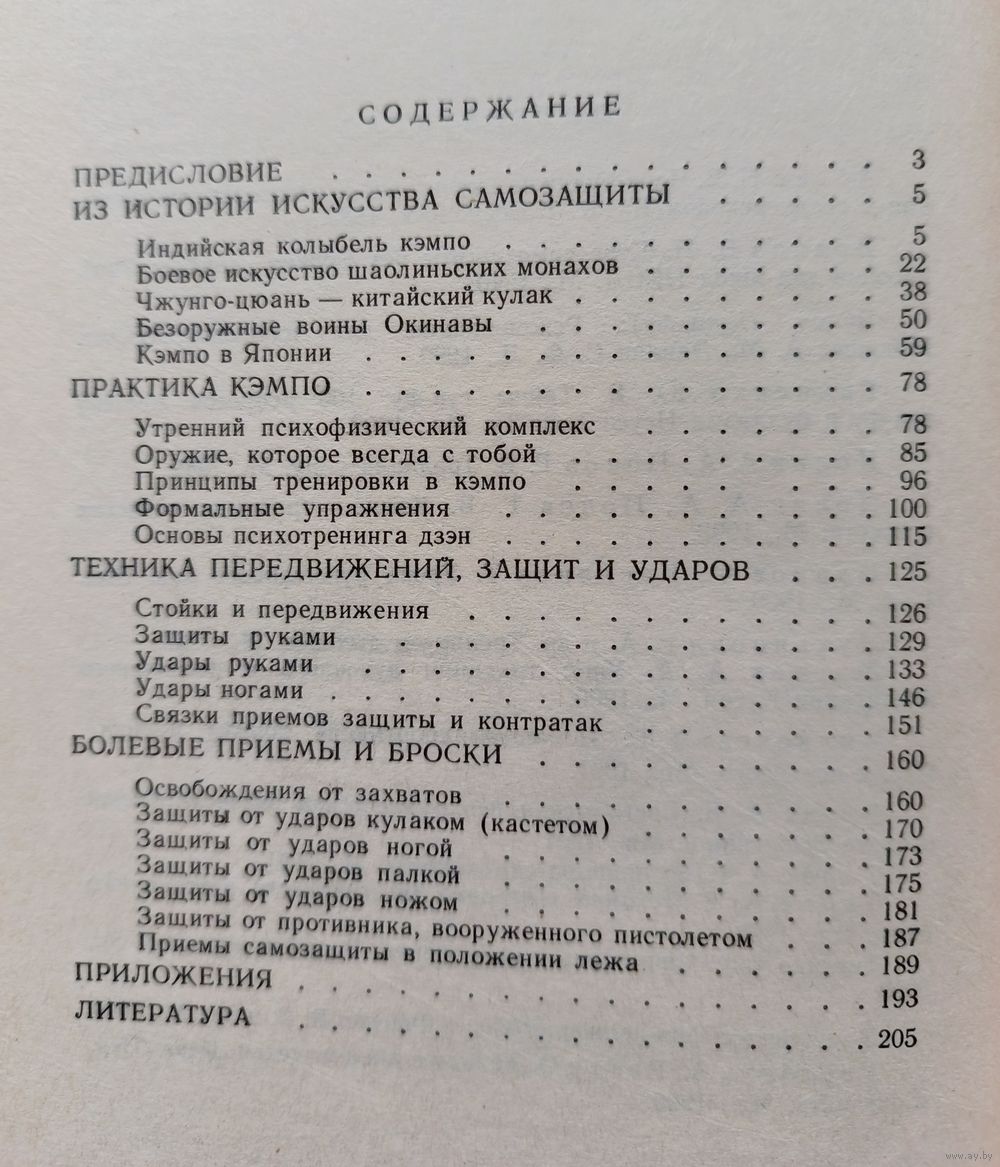 СОДЕРЖАНИЕ
ПРЕДИСЛОВИЕ . . . . . . . . . . . . . . . . 3
ИЗ ИСТОРИИ ИСКУССТВА САМОЗАЩИТЫ . . . . . 5
Индийская колыбель кэмпо . . . . . . . . . . . 5
Боевое искусство шаолиньских монахов . . . . . . . 22
Чжунго-цюань — китайский кулак . . . . . . . . . 38
Безоружные воины Окинавы . . . . . . . . . . 50
Кэмпо в Японии . . . . . . . . . . . . . . . 59
ПРАКТИКА КЭМПО . . . . . . . . . . . . . . . 78
Утренний психофизический комплекс . . . . . . . 78
Оружие, которое всегда с тобой . . . . . . . . . 85
Принципы тренировки в кэмпо . . . . . . . . 96
Формальные упражнения . . . . . . . . . . . 100
Основы психотренинга дзэн . . . . . . . . . . . . 115
ТЕХНИКА ПЕРЕДВИЖЕНИЙ, ЗАЩИТ И УДАРОВ . . . 125
Стойки и передвижения . . . . . . . . . . . . 126
Защиты руками . . . . . . . . . . . . . . 129
Удары руками . . . . . . . . . . . . . . . 133
Удары ногами . . . . . . . . . . . . . . . . 146
Связки приемов защиты и контратак . . . . . . . 151
БОЛЕВЫЕ ПРИЕМЫ И БРОСКИ . . . . . . . . . . 160
Освобождения от захватов . . . . . . . . . . . 160
Защиты от ударов кулаком (кастетом) . . . . . . . 170
Защиты от ударов ногой . . . . . . . . . . . 173
Защиты от ударов палкой . . . . . . . . . . . 175
Защиты от ударов ножом . . . . . . . . . . . 181
Защиты от противника, вооруженного пистолетом . . . 187
Приемы самозащиты в положении лежа . . . . . . 189
ПРИЛОЖЕНИЯ . . . . . . . . . . . . . . . . . 193
ЛИТЕРАТУРА . . . . . . . . . . . . . . . . 205
www.ay.by